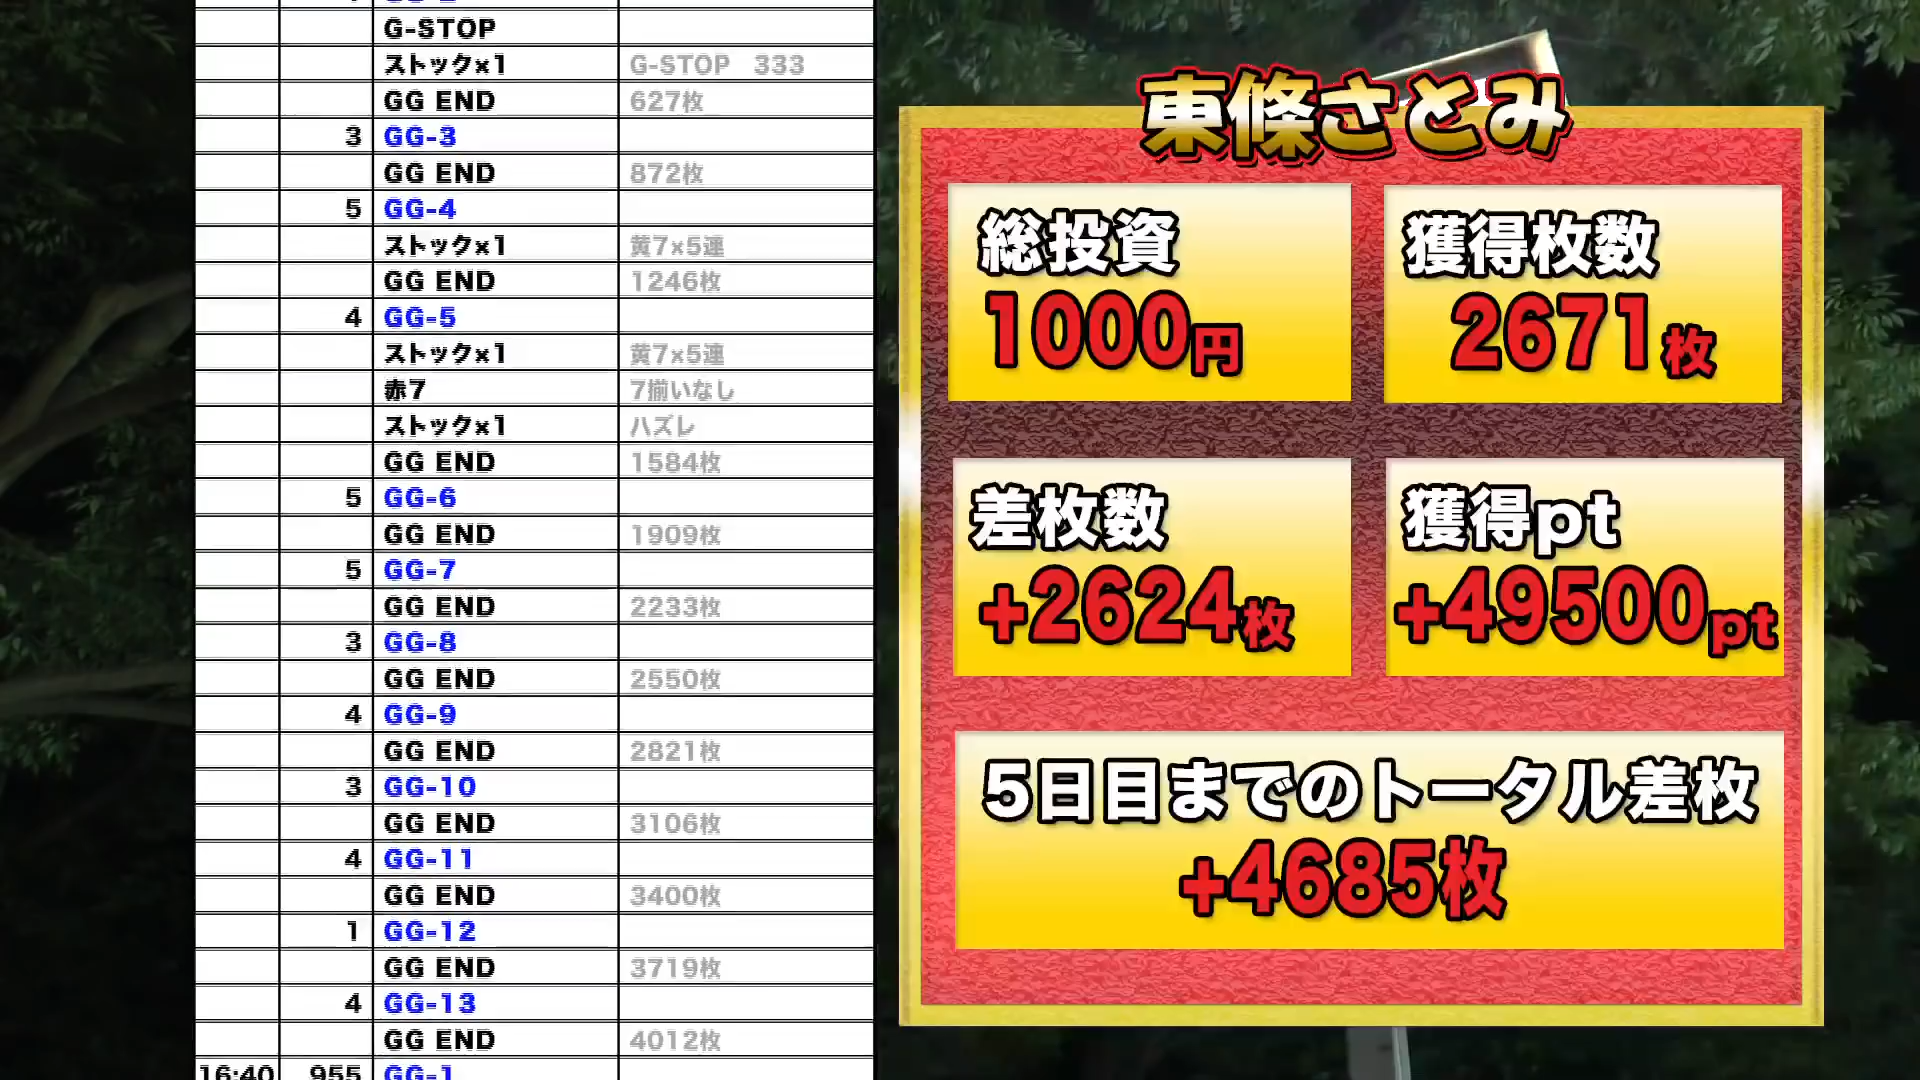 G-STOP
ストック×1 G-STOP 333
GG END 627枚
3 GG-3
GG END 872枚
5 GG-4
ストック×1 黄7×5連
GG END 1246枚
4 GG-5
ストック×1 黄7×5連
赤7 7揃いなし
ストック×1 ハズレ
GG END 1584枚
5 GG-6
GG END 1909枚
5 GG-7
GG END 2233枚
3 GG-8
GG END 2550枚
4 GG-9
GG END 2821枚
3 GG-10
GG END 3106枚
4 GG-11
GG END 3400枚
1 GG-12
GG END 3719枚
4 GG-13
GG END 4012枚
16:40 955 GG-1
東條さとみ
総投資
1000円
獲得枚数
2671枚
差枚数
+2624枚
獲得pt
+49500pt
5日目までのトータル差枚
+4685枚